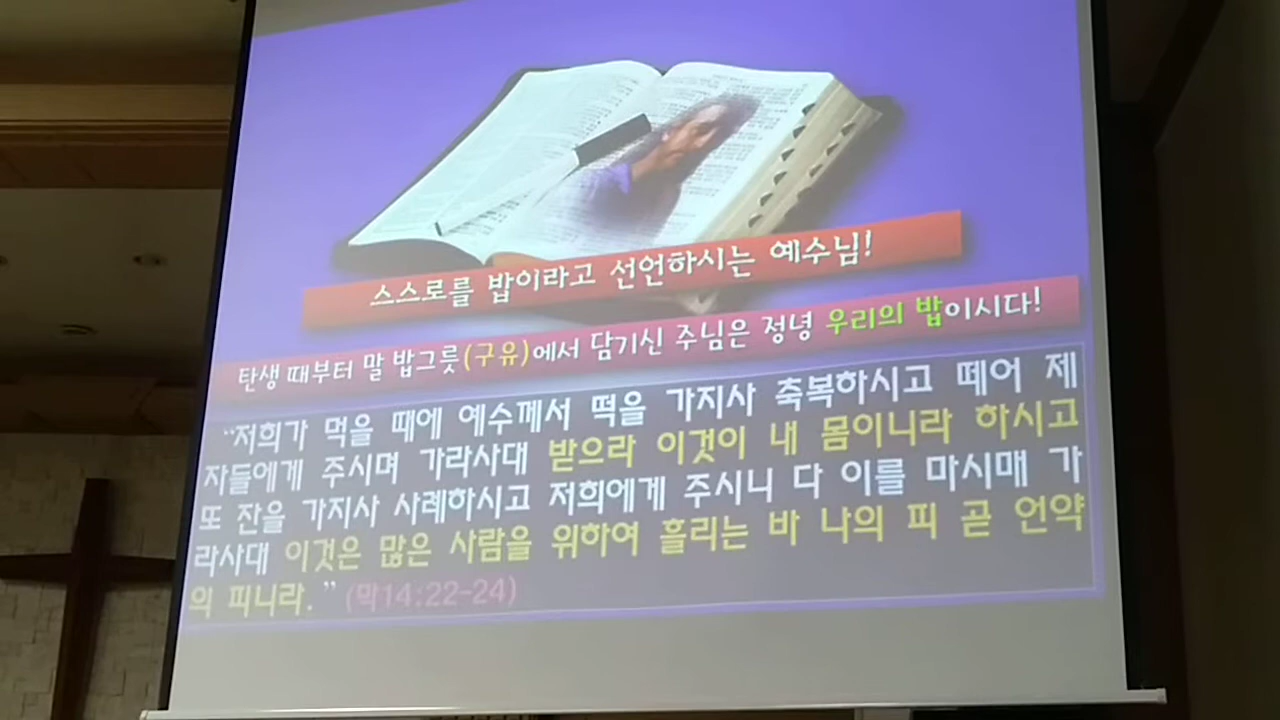 스스로를 밥이라고 선언하시는 예수님!
탄생 때부터 말 밥그릇(구유)에서 담기신 주님은 정녕 우리의 밥이시다!
“저희가 먹을 때에 예수께서 떡을 가지사 축복하시고 떼어 제
자들에게 주시며 가라사대 받으라 이것이 내 몸이니라 하시고
또 잔을 가지사 사례하시고 저희에게 주시니 다 이를 마시매 가
라사대 이것은 많은 사람을 위하여 흘리는 바 나의 피 곧 언약
의 피니라.” (막14:22-24)